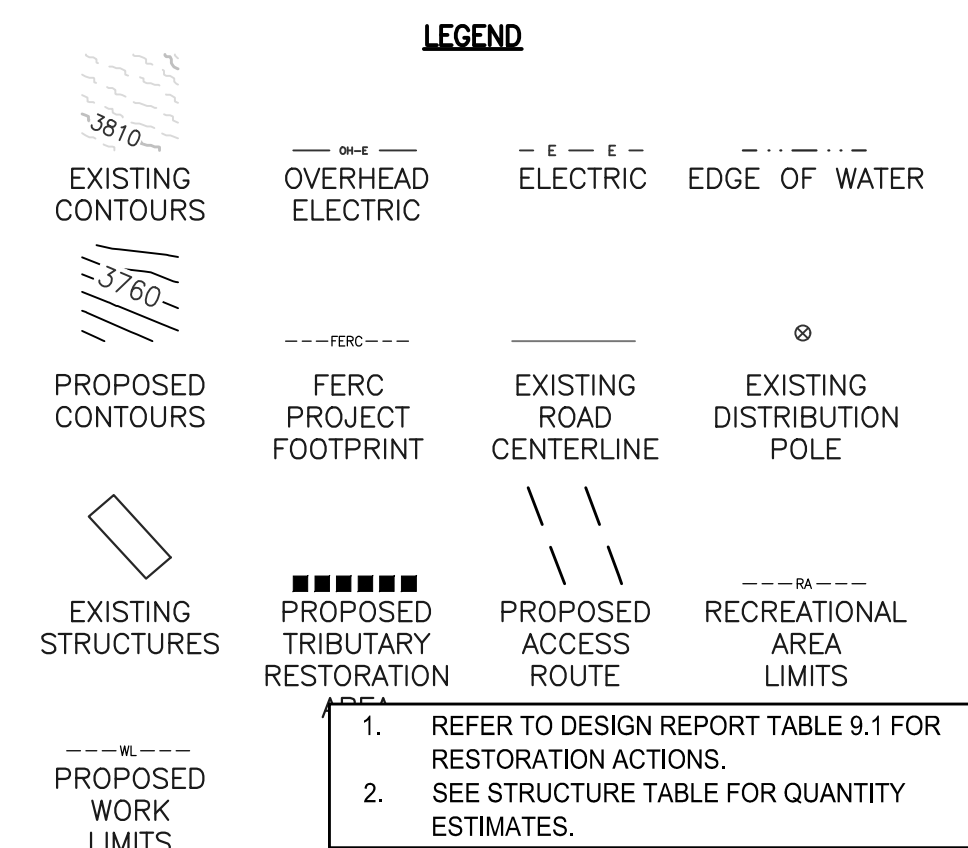 LEGEND
3810
OH-E
E E
EXISTING
CONTOURS
OVERHEAD
ELECTRIC
ELECTRIC
EDGE OF WATER
3760
FERC
PROPOSED
CONTOURS
FERC
PROJECT
FOOTPRINT
EXISTING
ROAD
CENTERLINE
EXISTING
DISTRIBUTION
POLE
EXISTING
STRUCTURES
PROPOSED
TRIBUTARY
RESTORATION
AREA
PROPOSED
ACCESS
ROUTE
RA
RECREATIONAL
AREA
LIMITS
WL
PROPOSED
WORK
LIMITS
1. REFER TO DESIGN REPORT TABLE 9.1 FOR
RESTORATION ACTIONS.
2. SEE STRUCTURE TABLE FOR QUANTITY
ESTIMATES.